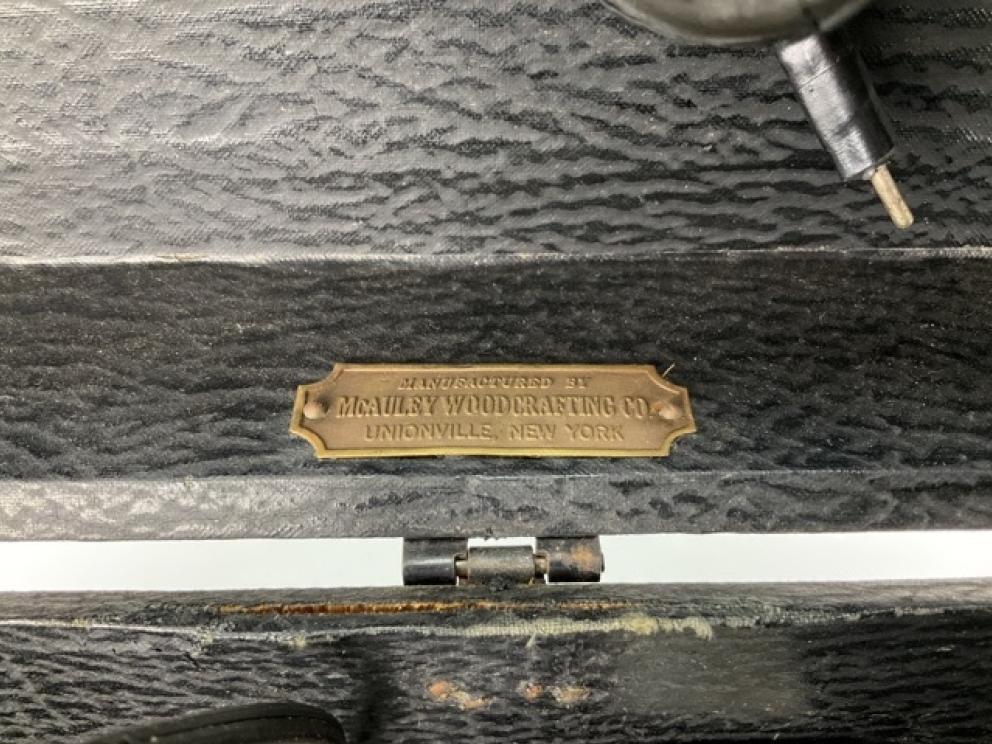 MANUFACTURED BY
MCAULEY WOODCRAFTING CO.
UNIONVILLE, NEW YORK